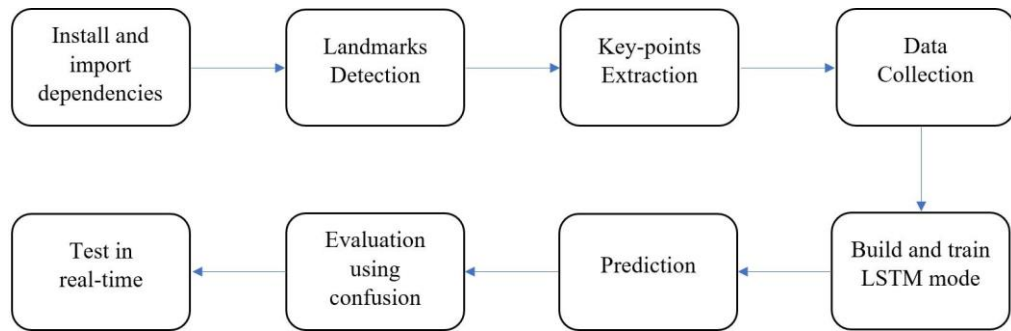 Install and
import
dependencies
Landmarks
Detection
Key-points
Extraction
Data
Collection
Build and train
LSTM mode
Prediction
Evaluation
using
confusion
Test in
real-time